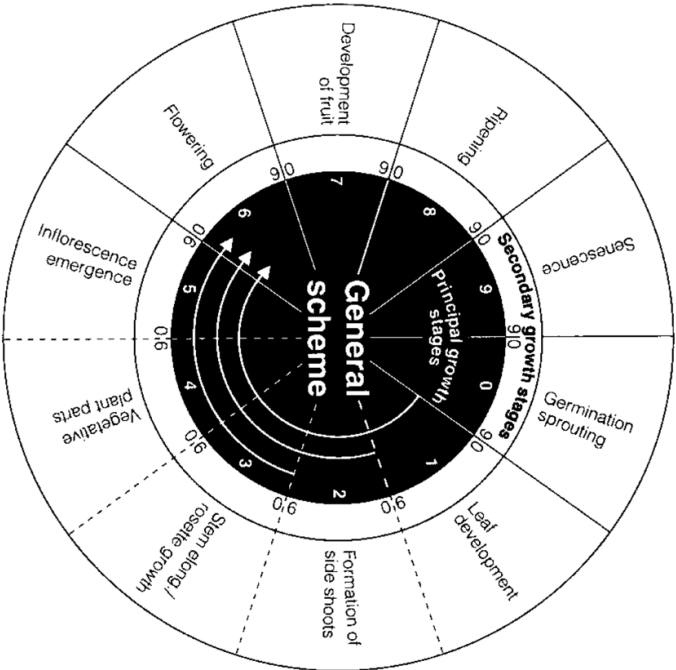 General
scheme
Principal growth
stages
Secondary growth stages
0
Germination
sprouting
9 0
1
Leaf
development
9 0
2
Formation of
side shoots
9 0
3
Stem elong./
rosette growth
9 0
4
Vegetative
plant parts
9 0
5
Inflorescence
emergence
9 0
6
Flowering
9 0
7
Development
of fruit
9 0
8
Ripening
9 0
9
Senescence
9 0